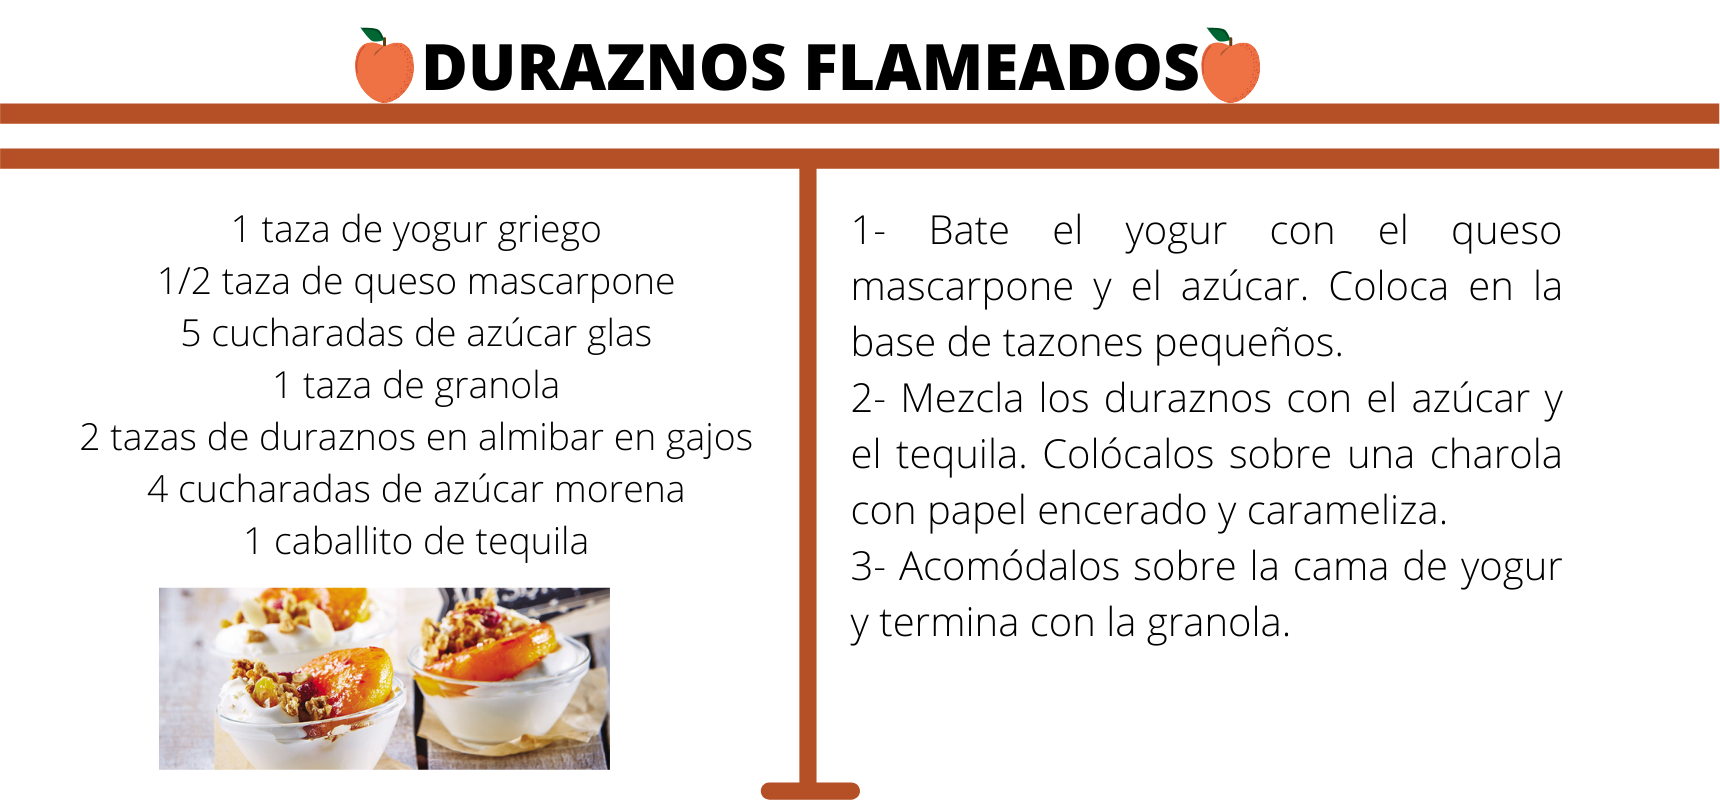 DURAZNOS FLAMEADOS
1 taza de yogur griego
1/2 taza de queso mascarpone
5 cucharadas de azúcar glas
1 taza de granola
2 tazas de duraznos en almibar en gajos
4 cucharadas de azúcar morena
1 caballito de tequila
1- Bate el yogur con el queso
mascarpone y el azúcar. Coloca en la
base de tazones pequeños.
2- Mezcla los duraznos con el azúcar y
el tequila. Colócalos sobre una charola
con papel encerado y carameliza.
3- Acomódalos sobre la cama de yogur
y termina con la granola.